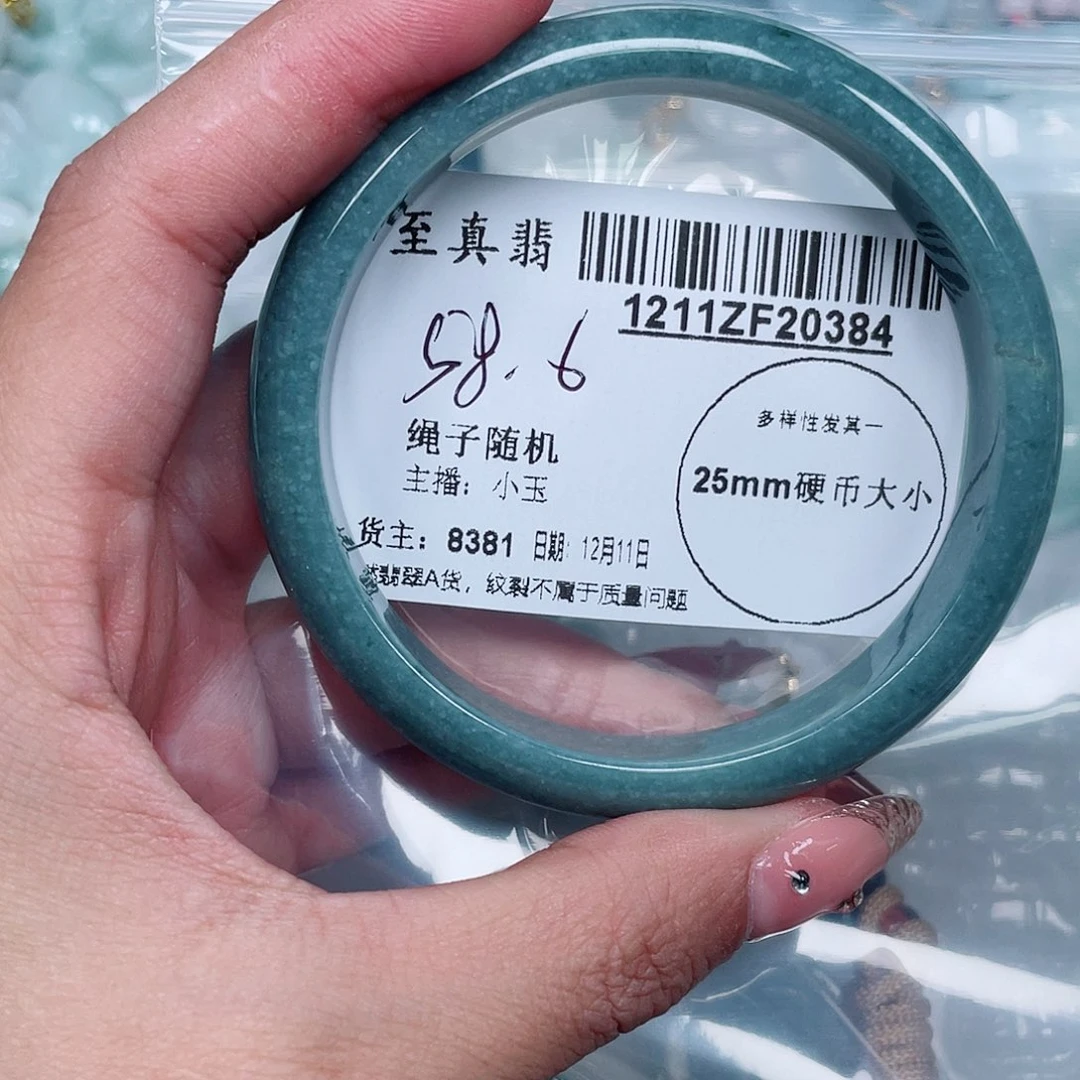 至真翡
1211ZF20384
58.6
绳子随机
主播：小玉
多样性发其一
25mm硬币大小
货主：8381 日期：12月11日
翡翠A货，纹裂不属于质量问题